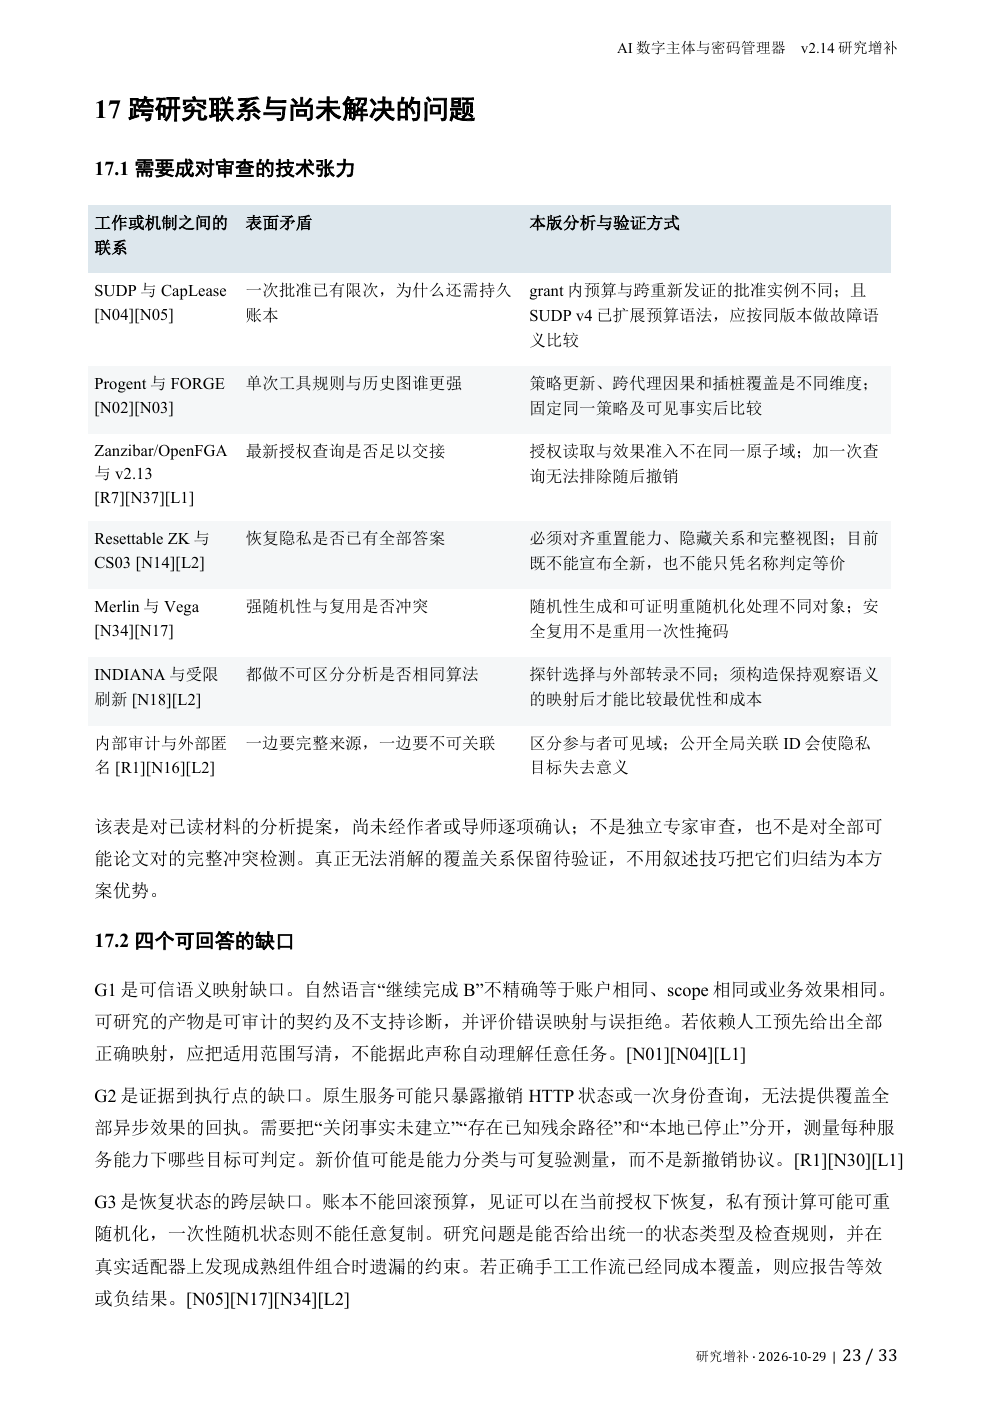 AI 数字主体与密码管理器 v2.14 研究增补
17 跨研究联系与尚未解决的问题
17.1 需要成对审查的技术张力
工作或机制之间的 表面矛盾 本版分析与验证方式
联系
SUDP 与 CapLease 一次批准已有限次，为什么还需持久 grant 内预算与跨重新发证的批准实例不同；且
[N04][N05] 账本 SUDP v4 已扩展预算语法，应按同版本做故障语
义比较
Progent 与 FORGE 单次工具规则与历史图谁更强 策略更新、跨代理因果和插桩覆盖是不同维度；
[N02][N03] 固定同一策略及可见事实后比较
Zanzibar/OpenFGA 最新授权查询是否足以交接 授权读取与效果准入不在同一原子域；加一次查
与 v2.13 询无法排除随后撤销
[R7][N37][L1]
Resettable ZK 与 恢复隐私是否已有全部答案 必须对齐重置能力、隐藏关系和完整视图；目前
CS03 [N14][L2] 既不能宣布全新，也不能只凭名称判定等价
Merlin 与 Vega 强随机性与复用是否冲突 随机性生成和可证明重随机化处理不同对象；安
[N34][N17] 全复用不是重用一次性掩码
INDIANA 与受限 都做不可区分分析是否相同算法 探针选择与外部转录不同；须构造保持观察语义
刷新 [N18][L2] 的映射后才能比较最优性和成本
内部审计与外部匿 一边要完整来源，一边要不可关联 区分参与者可见域；公开全局关联 ID 会使隐私
名 [R1][N16][L2] 目标失去意义
该表是对已读材料的分析提案，尚未经作者或导师逐项确认；不是独立专家审查，也不是对全部可
能论文对的完整冲突检测。真正无法消解的覆盖关系保留待验证，不用叙述技巧把它们归结为本方
案优势。
17.2 四个可回答的缺口
G1 是可信语义映射缺口。自然语言“继续完成 B”不精确等于账户相同、scope 相同或业务效果相同。
可研究的产物是可审计的契约及不支持诊断，并评价错误映射与误拒绝。若依赖人工预先给出全部
正确映射，应把适用范围写清，不能据此声称自动理解任意任务。[N01][N04][L1]
G2 是证据到执行点的缺口。原生服务可能只暴露撤销 HTTP 状态或一次身份查询，无法提供覆盖全
部异步效果的回执。需要把“关闭事实未建立”“存在已知残余路径”和“本地已停止”分开，测量每种服
务能力下哪些目标可判定。新价值可能是能力分类与可复验测量，而不是新撤销协议。[R1][N30][L1]
G3 是恢复状态的跨层缺口。账本不能回滚预算，见证可以在当前授权下恢复，私有预计算可能可重
随机化，一次性随机状态则不能任意复制。研究问题是能否给出统一的状态类型及检查规则，并在
真实适配器上发现成熟组件组合时遗漏的约束。若正确手工工作流已经同成本覆盖，则应报告等效
或负结果。[N05][N17][N34][L2]
研究增补 · 2026-10-29 | 23 / 33